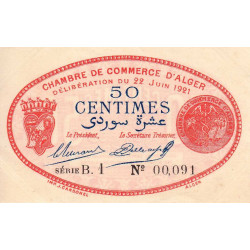 CHAMBRE DE COMMERCE D'ALGER
DÉLIBÉRATION DU 22 JUIN 1921
50
CENTIMES
عشرة سوردي
Le Président, Le Secrétaire Trésorier,
SÉRIE B. 1 Nº 00,091